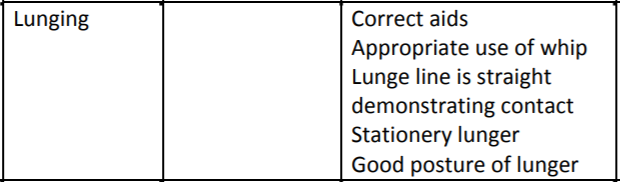 Lunging
Correct aids
Appropriate use of whip
Lunge line is straight
demonstrating contact
Stationery lunger
Good posture of lunger